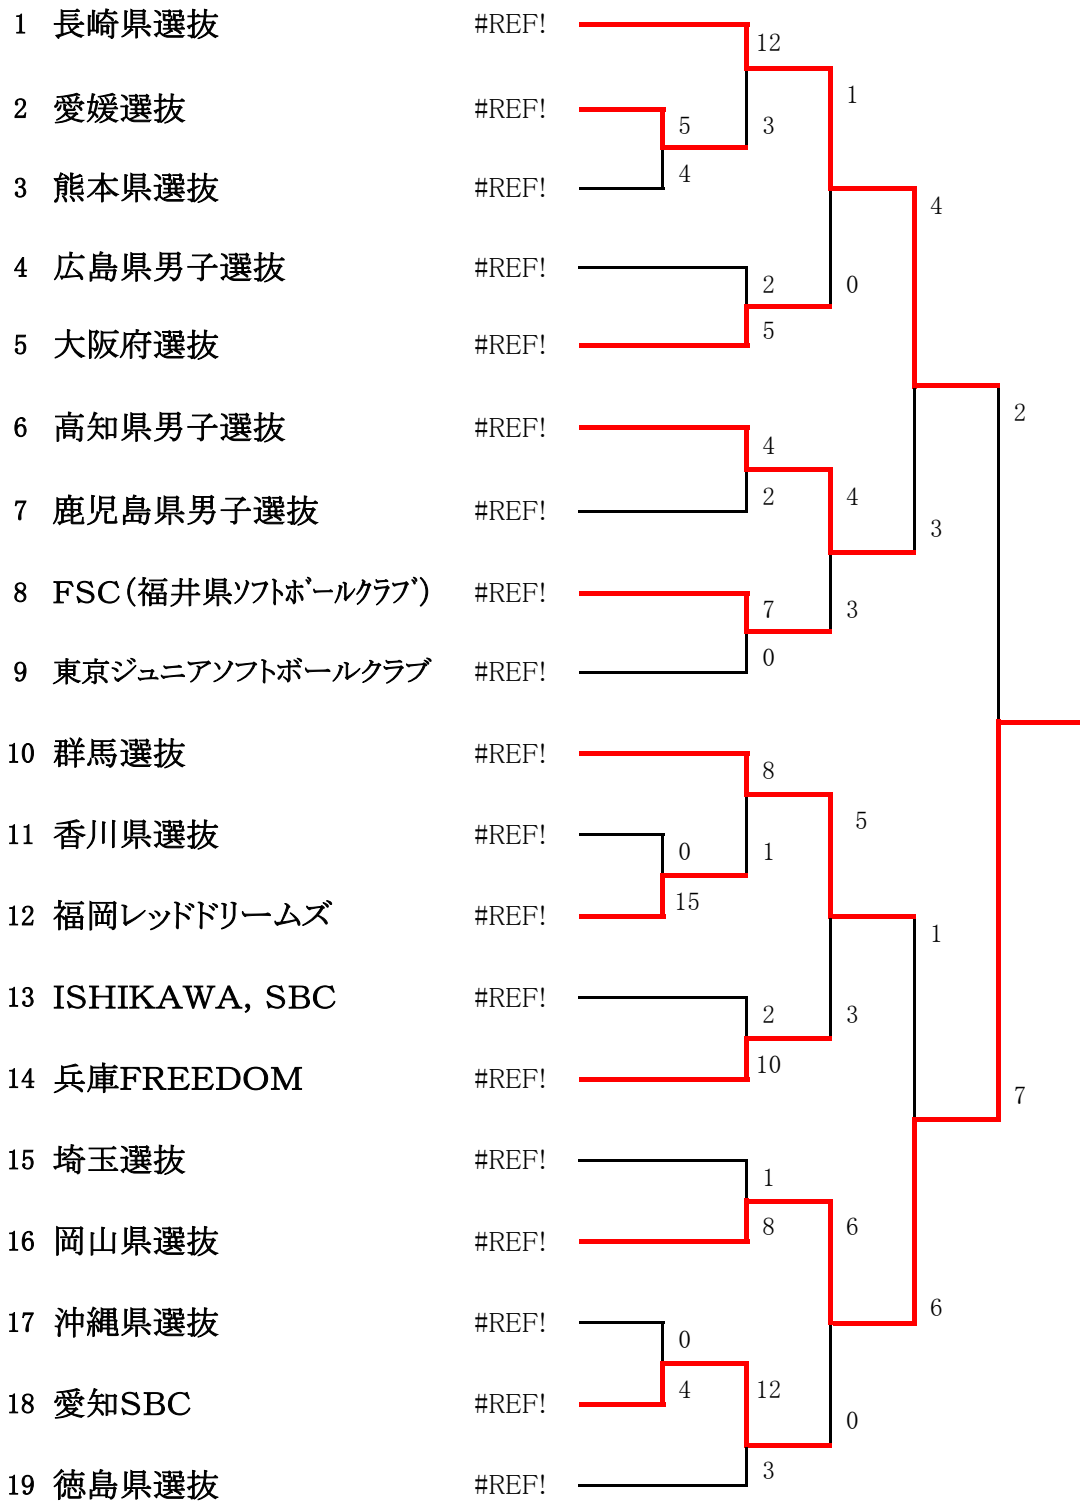 1 長崎県選抜 #REF!
12
1
2 愛媛選抜 #REF!
5
3
4
3 熊本県選抜 #REF!
4
4 広島県男子選抜 #REF!
2
0
5
5 大阪府選抜 #REF!
2
6 高知県男子選抜 #REF!
4
2
4
7 鹿児島県男子選抜 #REF!
3
8 FSC(福井県ソフトボールクラブ) #REF!
7
3
0
9 東京ジュニアソフトボールクラブ #REF!
10 群馬選抜 #REF!
8
5
11 香川県選抜 #REF!
0
1
15
12 福岡レッドドリームズ #REF!
1
13 ISHIKAWA, SBC #REF!
2
3
10
14 兵庫FREEDOM #REF!
7
15 埼玉選抜 #REF!
1
8
6
16 岡山県選抜 #REF!
6
17 沖縄県選抜 #REF!
0
4
12
18 愛知SBC #REF!
0
3
19 徳島県選抜 #REF!